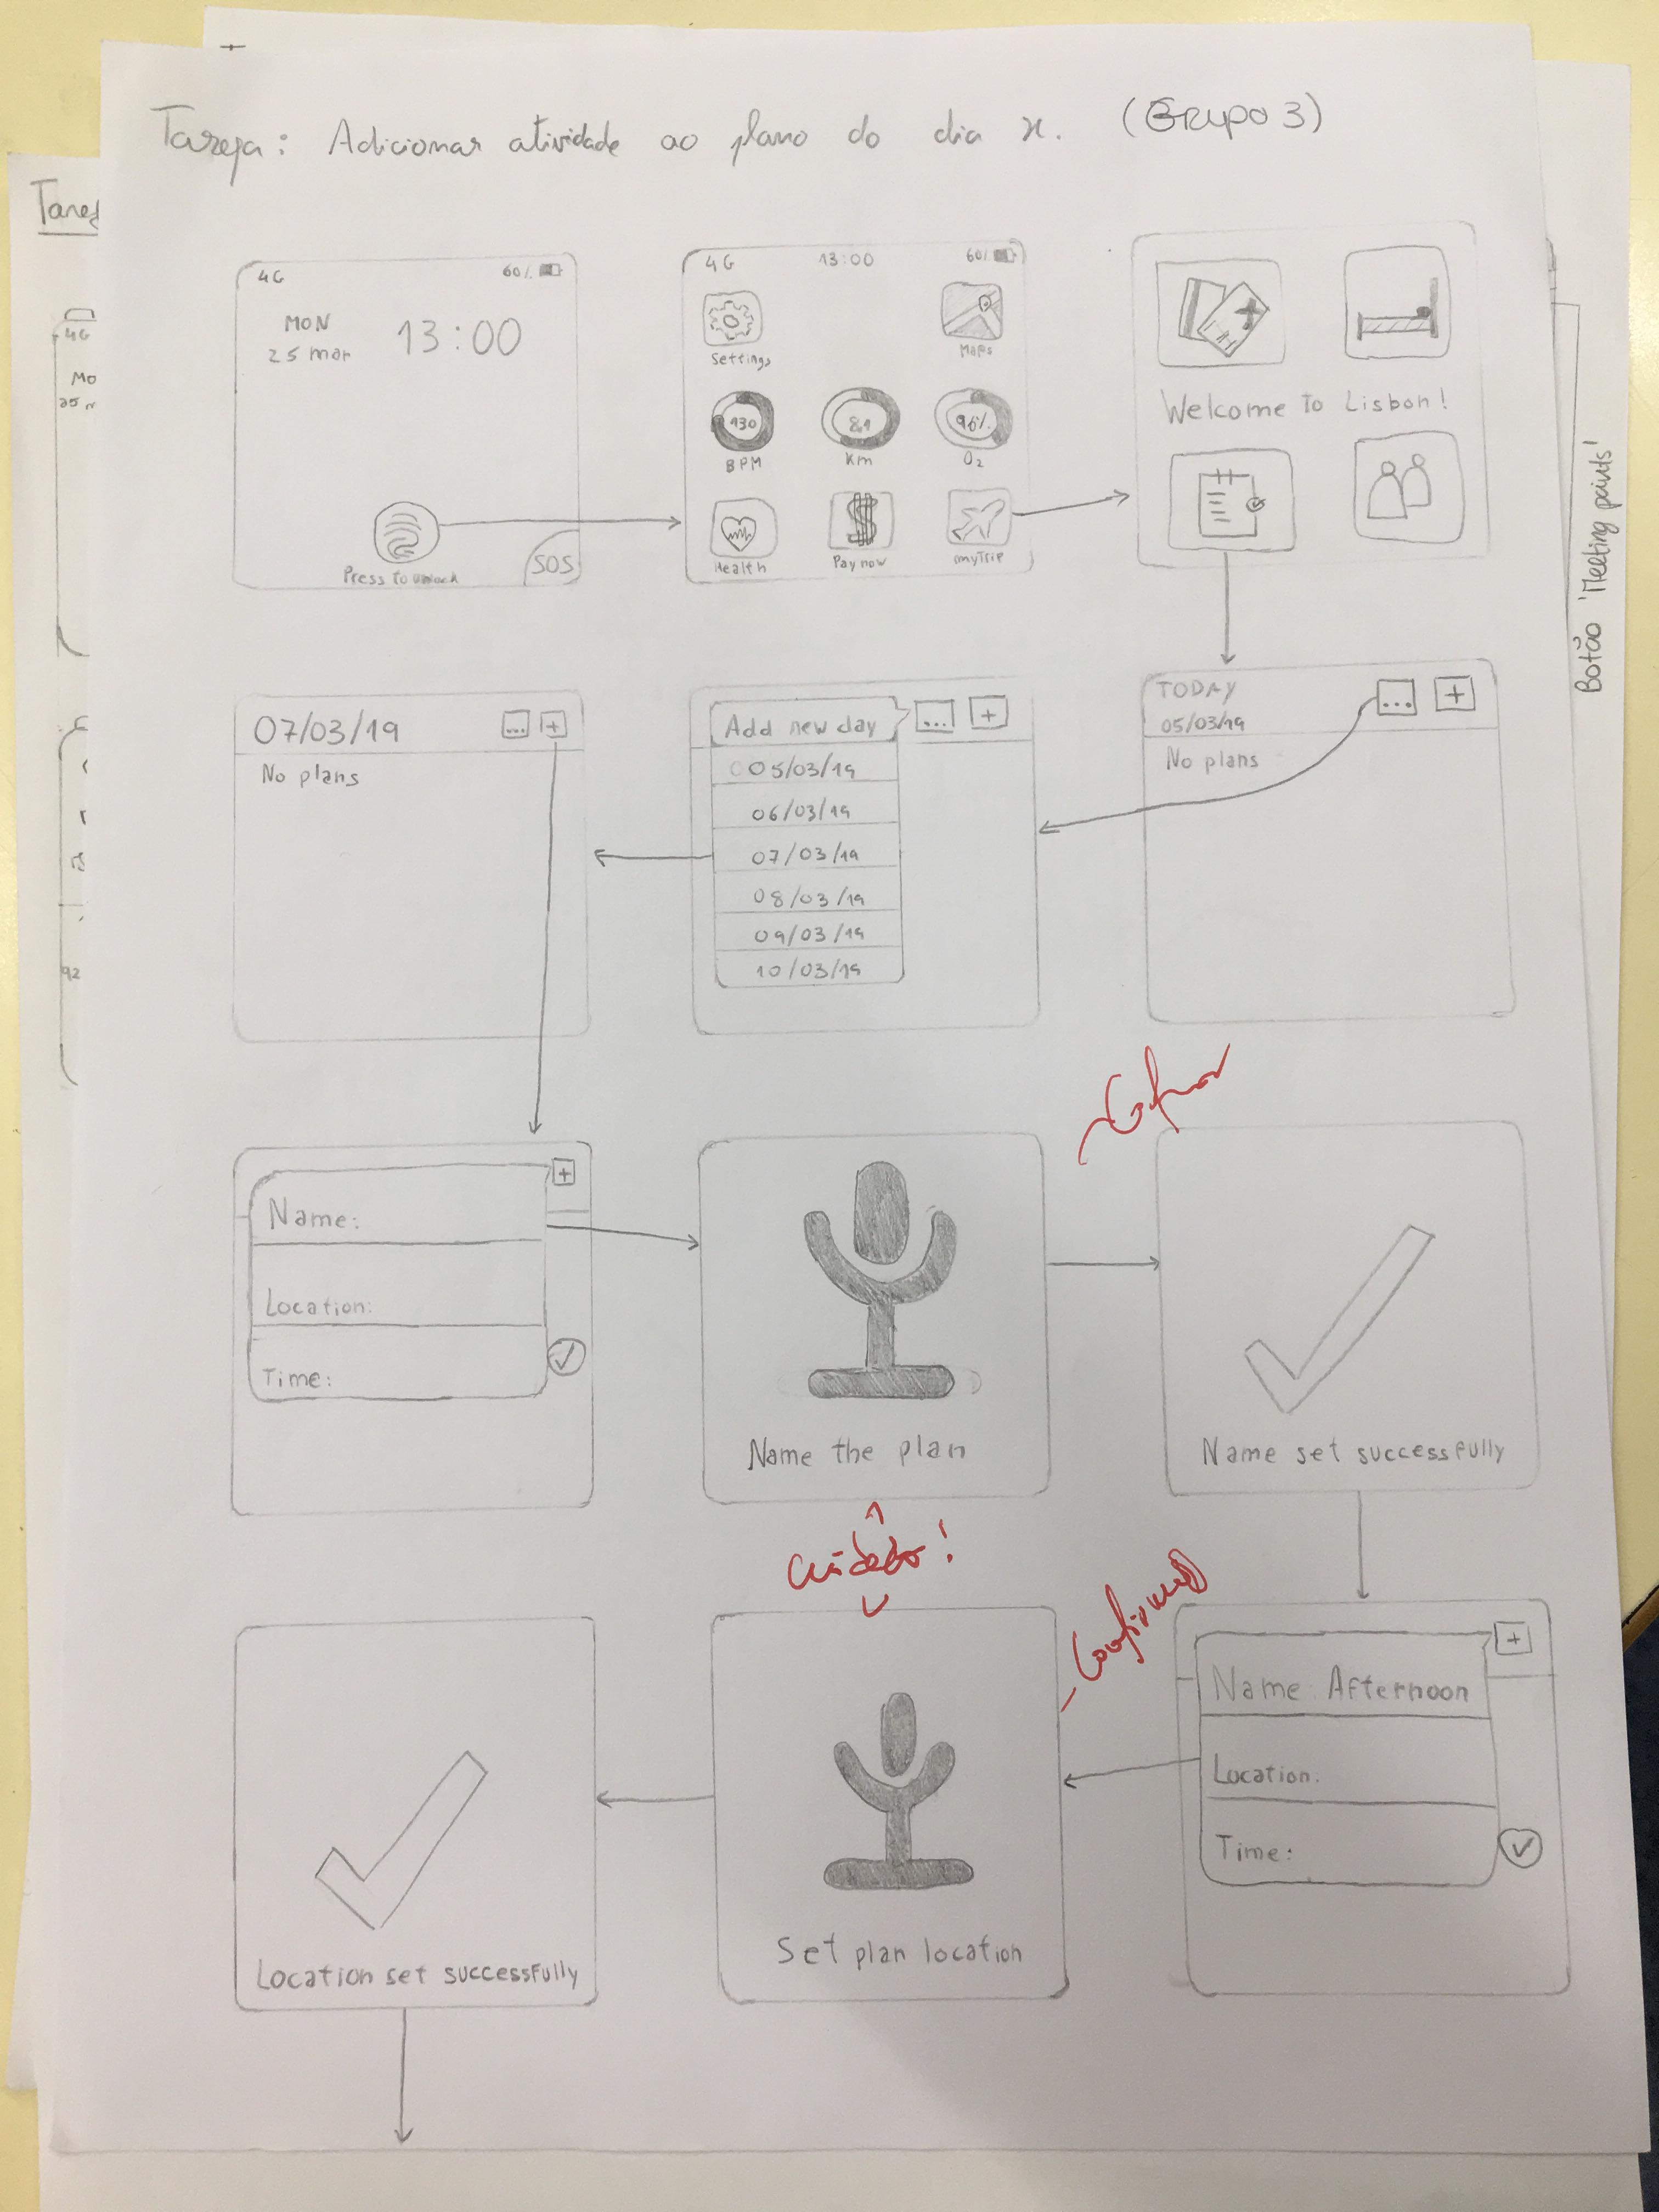 Tarefa: Adicionar atividade ao plano do dia x. (GRUPO 3)
Taref
4G 60%
MON
25 mar
13:00
Press to unlock
SOS
4G 13:00 60%
Settings
Maps
130
BPM
8,1
Km
96%
O2
Health
Pay now
myTrip
Welcome to Lisbon!
Botão 'Meeting points'
4G
Mo
25
92
07/03/19 ... +
No plans
Add new day ... +
05/03/19
06/03/19
07/03/19
08/03/19
09/03/19
10/03/19
TODAY
05/03/19
... +
No plans
+
Name:
Location:
Time:
Name the plan
Name set successfully
cuidado!
Location set successfully
Set plan location
+
Name: Afternoon
Location:
Time: